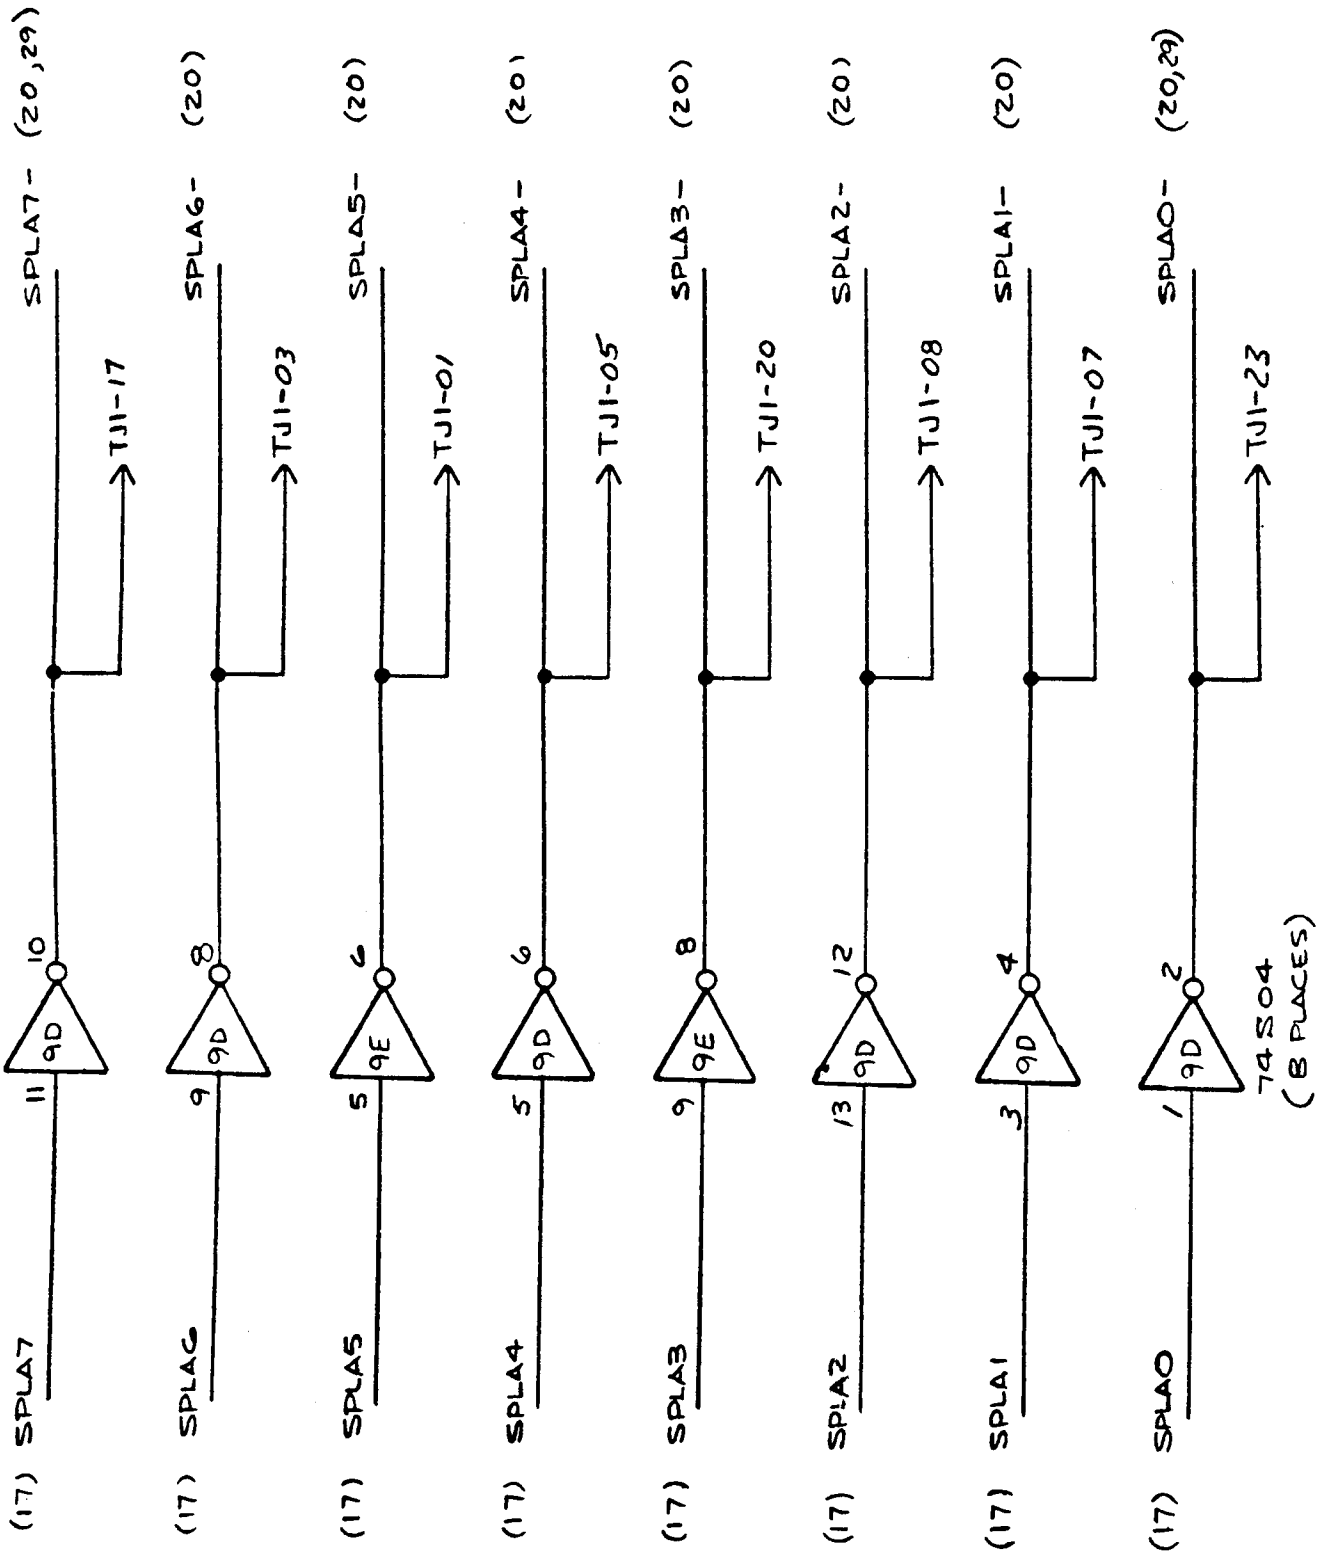 (17) SPLA7 11 9D 10 SPLA7- (20,29)
TJ1-17
(17) SPLA6 9 9D 8 SPLA6- (20)
TJ1-03
(17) SPLA5 5 9E 6 SPLA5- (20)
TJ1-01
(17) SPLA4 5 9D 6 SPLA4- (20)
TJ1-05
(17) SPLA3 9 9E 8 SPLA3- (20)
TJ1-20
(17) SPLA2 13 9D 12 SPLA2- (20)
TJ1-08
(17) SPLA1 3 9D 4 SPLA1- (20)
TJ1-07
(17) SPLA0 1 9D 2 SPLA0- (20,29)
TJ1-23
74S04
(8 PLACES)